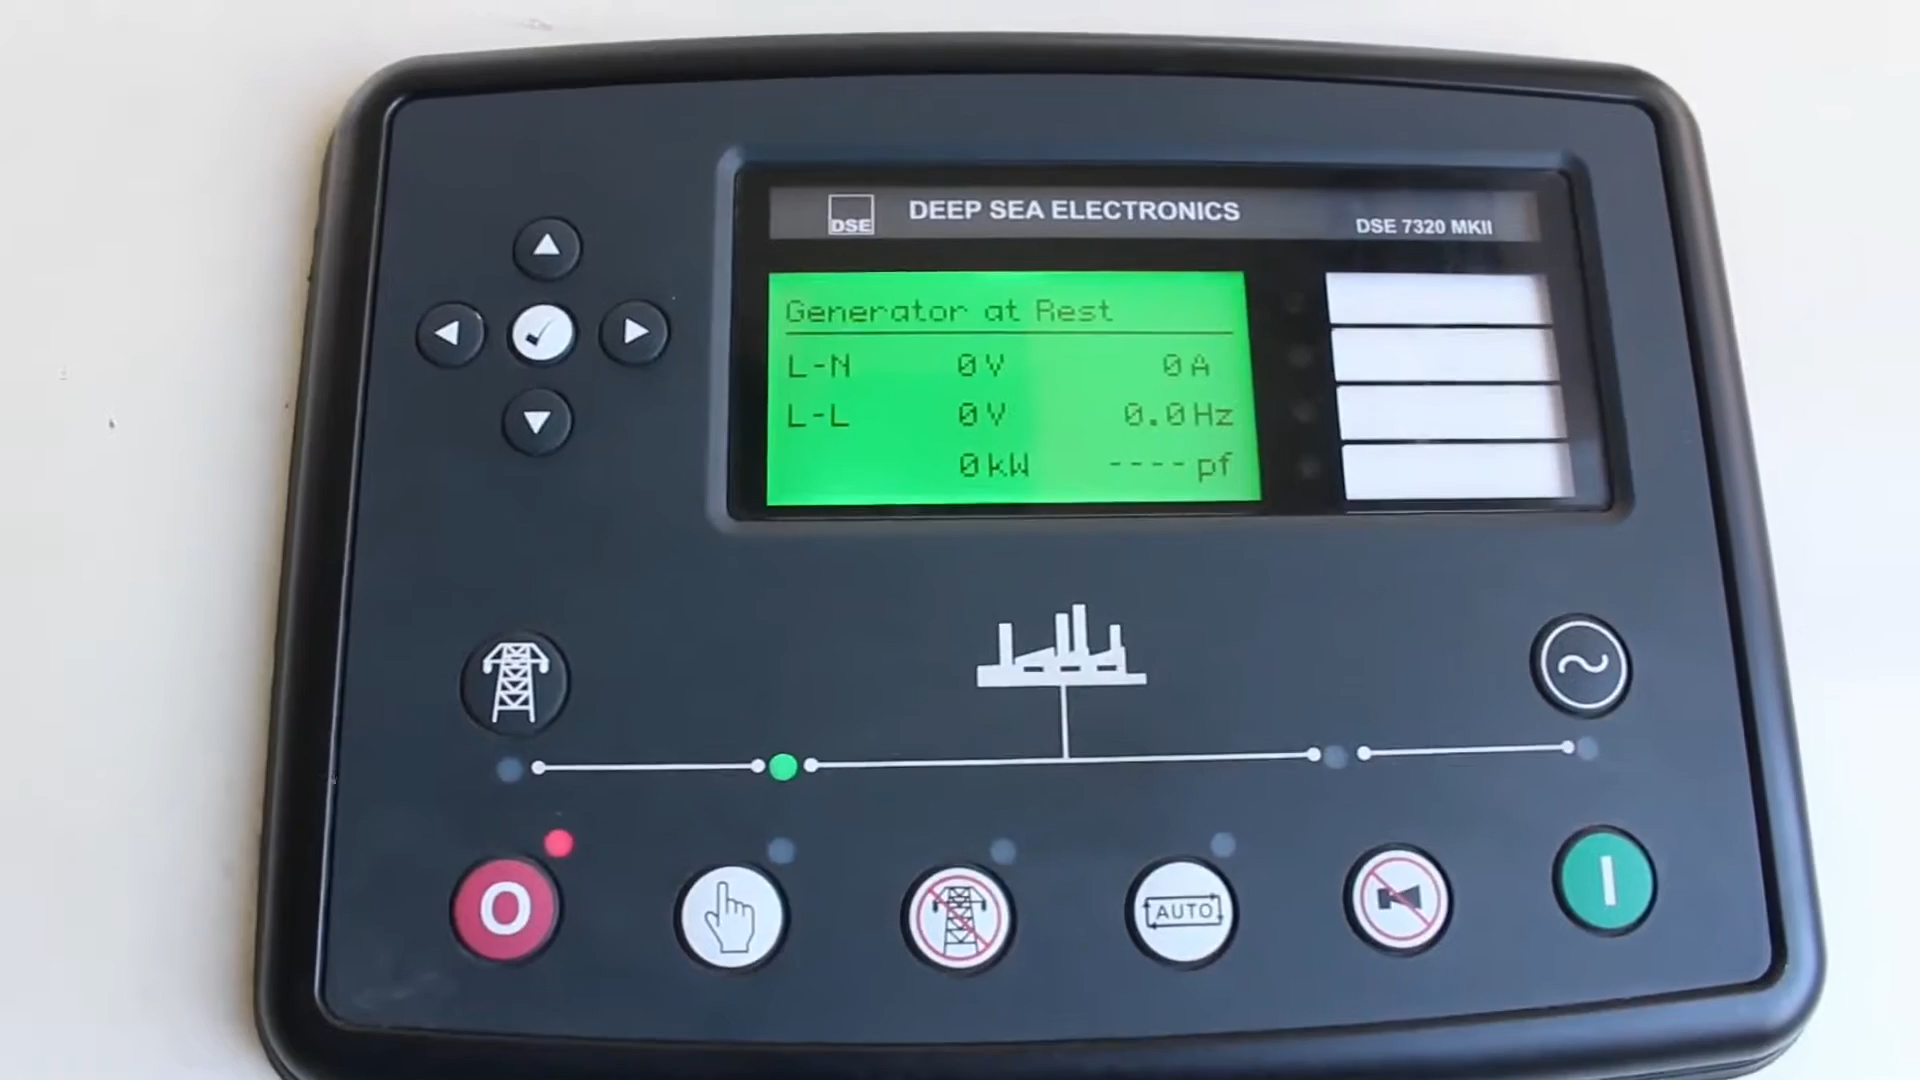 DSE
DEEP SEA ELECTRONICS
DSE 7320 MKII
Generator at Rest
L-N 0V 0A
L-L 0V 0.0Hz
0kW ----pf
O
AUTO
I